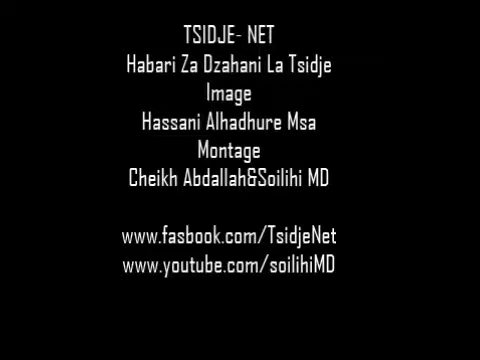 TSIDJE- NET
Habari Za Dzahani La Tsidje
Image
Hassani Alhadhure Msa
Montage
Cheikh Abdallah&Soilihi MD
www.fasbook.com/TsidjeNet
www.youtube.com/soilihiMD